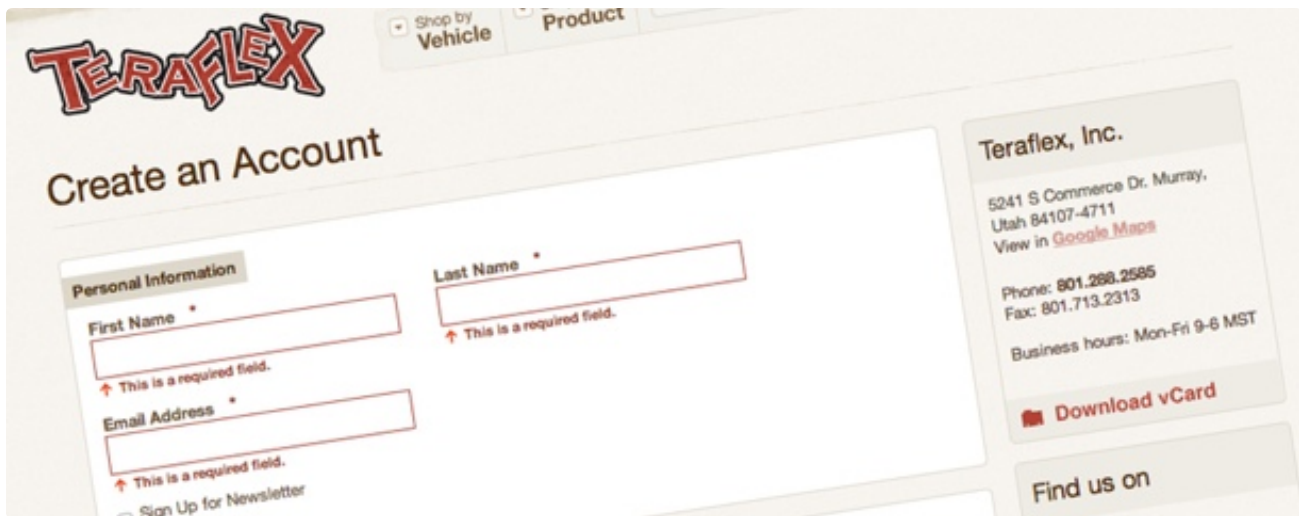 TERAFLEX
Shop by
Vehicle
Product
Create an Account
Personal Information
First Name *
This is a required field.
Last Name *
This is a required field.
Email Address *
This is a required field.
Sign Up for Newsletter
Teraflex, Inc.
5241 S Commerce Dr. Murray,
Utah 84107-4711
View in Google Maps
Phone: 801.288.2585
Fax: 801.713.2313
Business hours: Mon-Fri 9-6 MST
Download vCard
Find us on